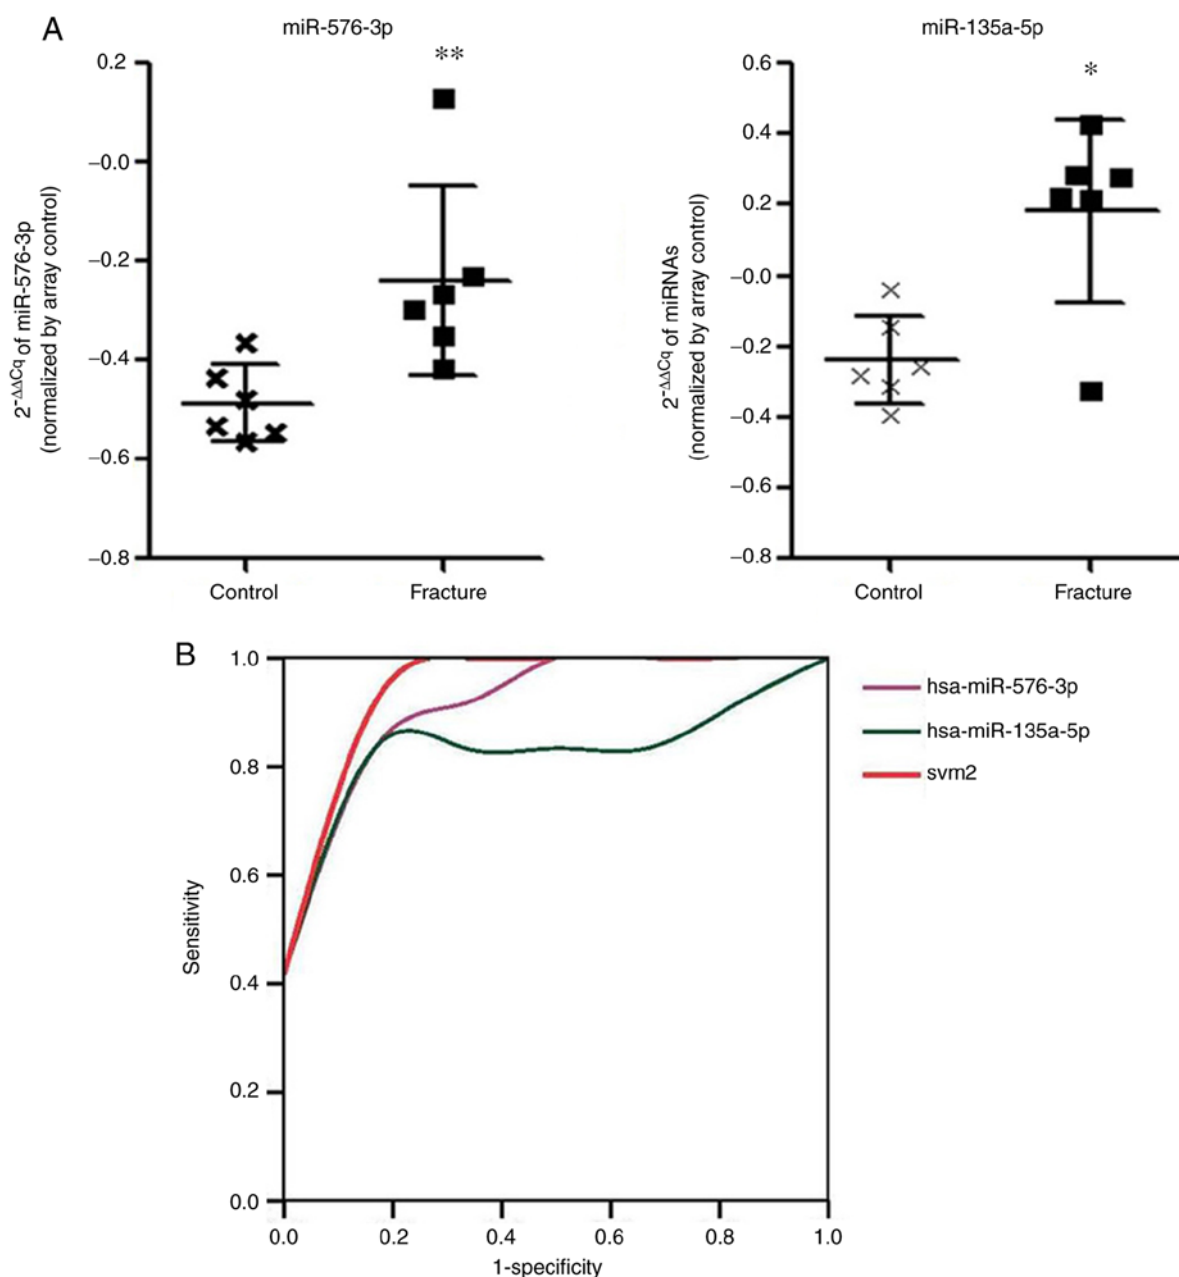 A
miR-576-3p
**
0.2
–0.0
–0.2
–0.4
–0.6
–0.8
2-ΔΔCq of miR-576-3p
(normalized by array control)
Control
Fracture
miR-135a-5p
*
0.6
0.4
0.2
–0.0
–0.2
–0.4
–0.6
–0.8
2-ΔΔCq of miRNAs
(normalized by array control)
Control
Fracture
B
1.0
0.8
0.6
0.4
0.2
0.0
Sensitivity
0.0
0.2
0.4
0.6
0.8
1.0
1-specificity
hsa-miR-576-3p
hsa-miR-135a-5p
svm2